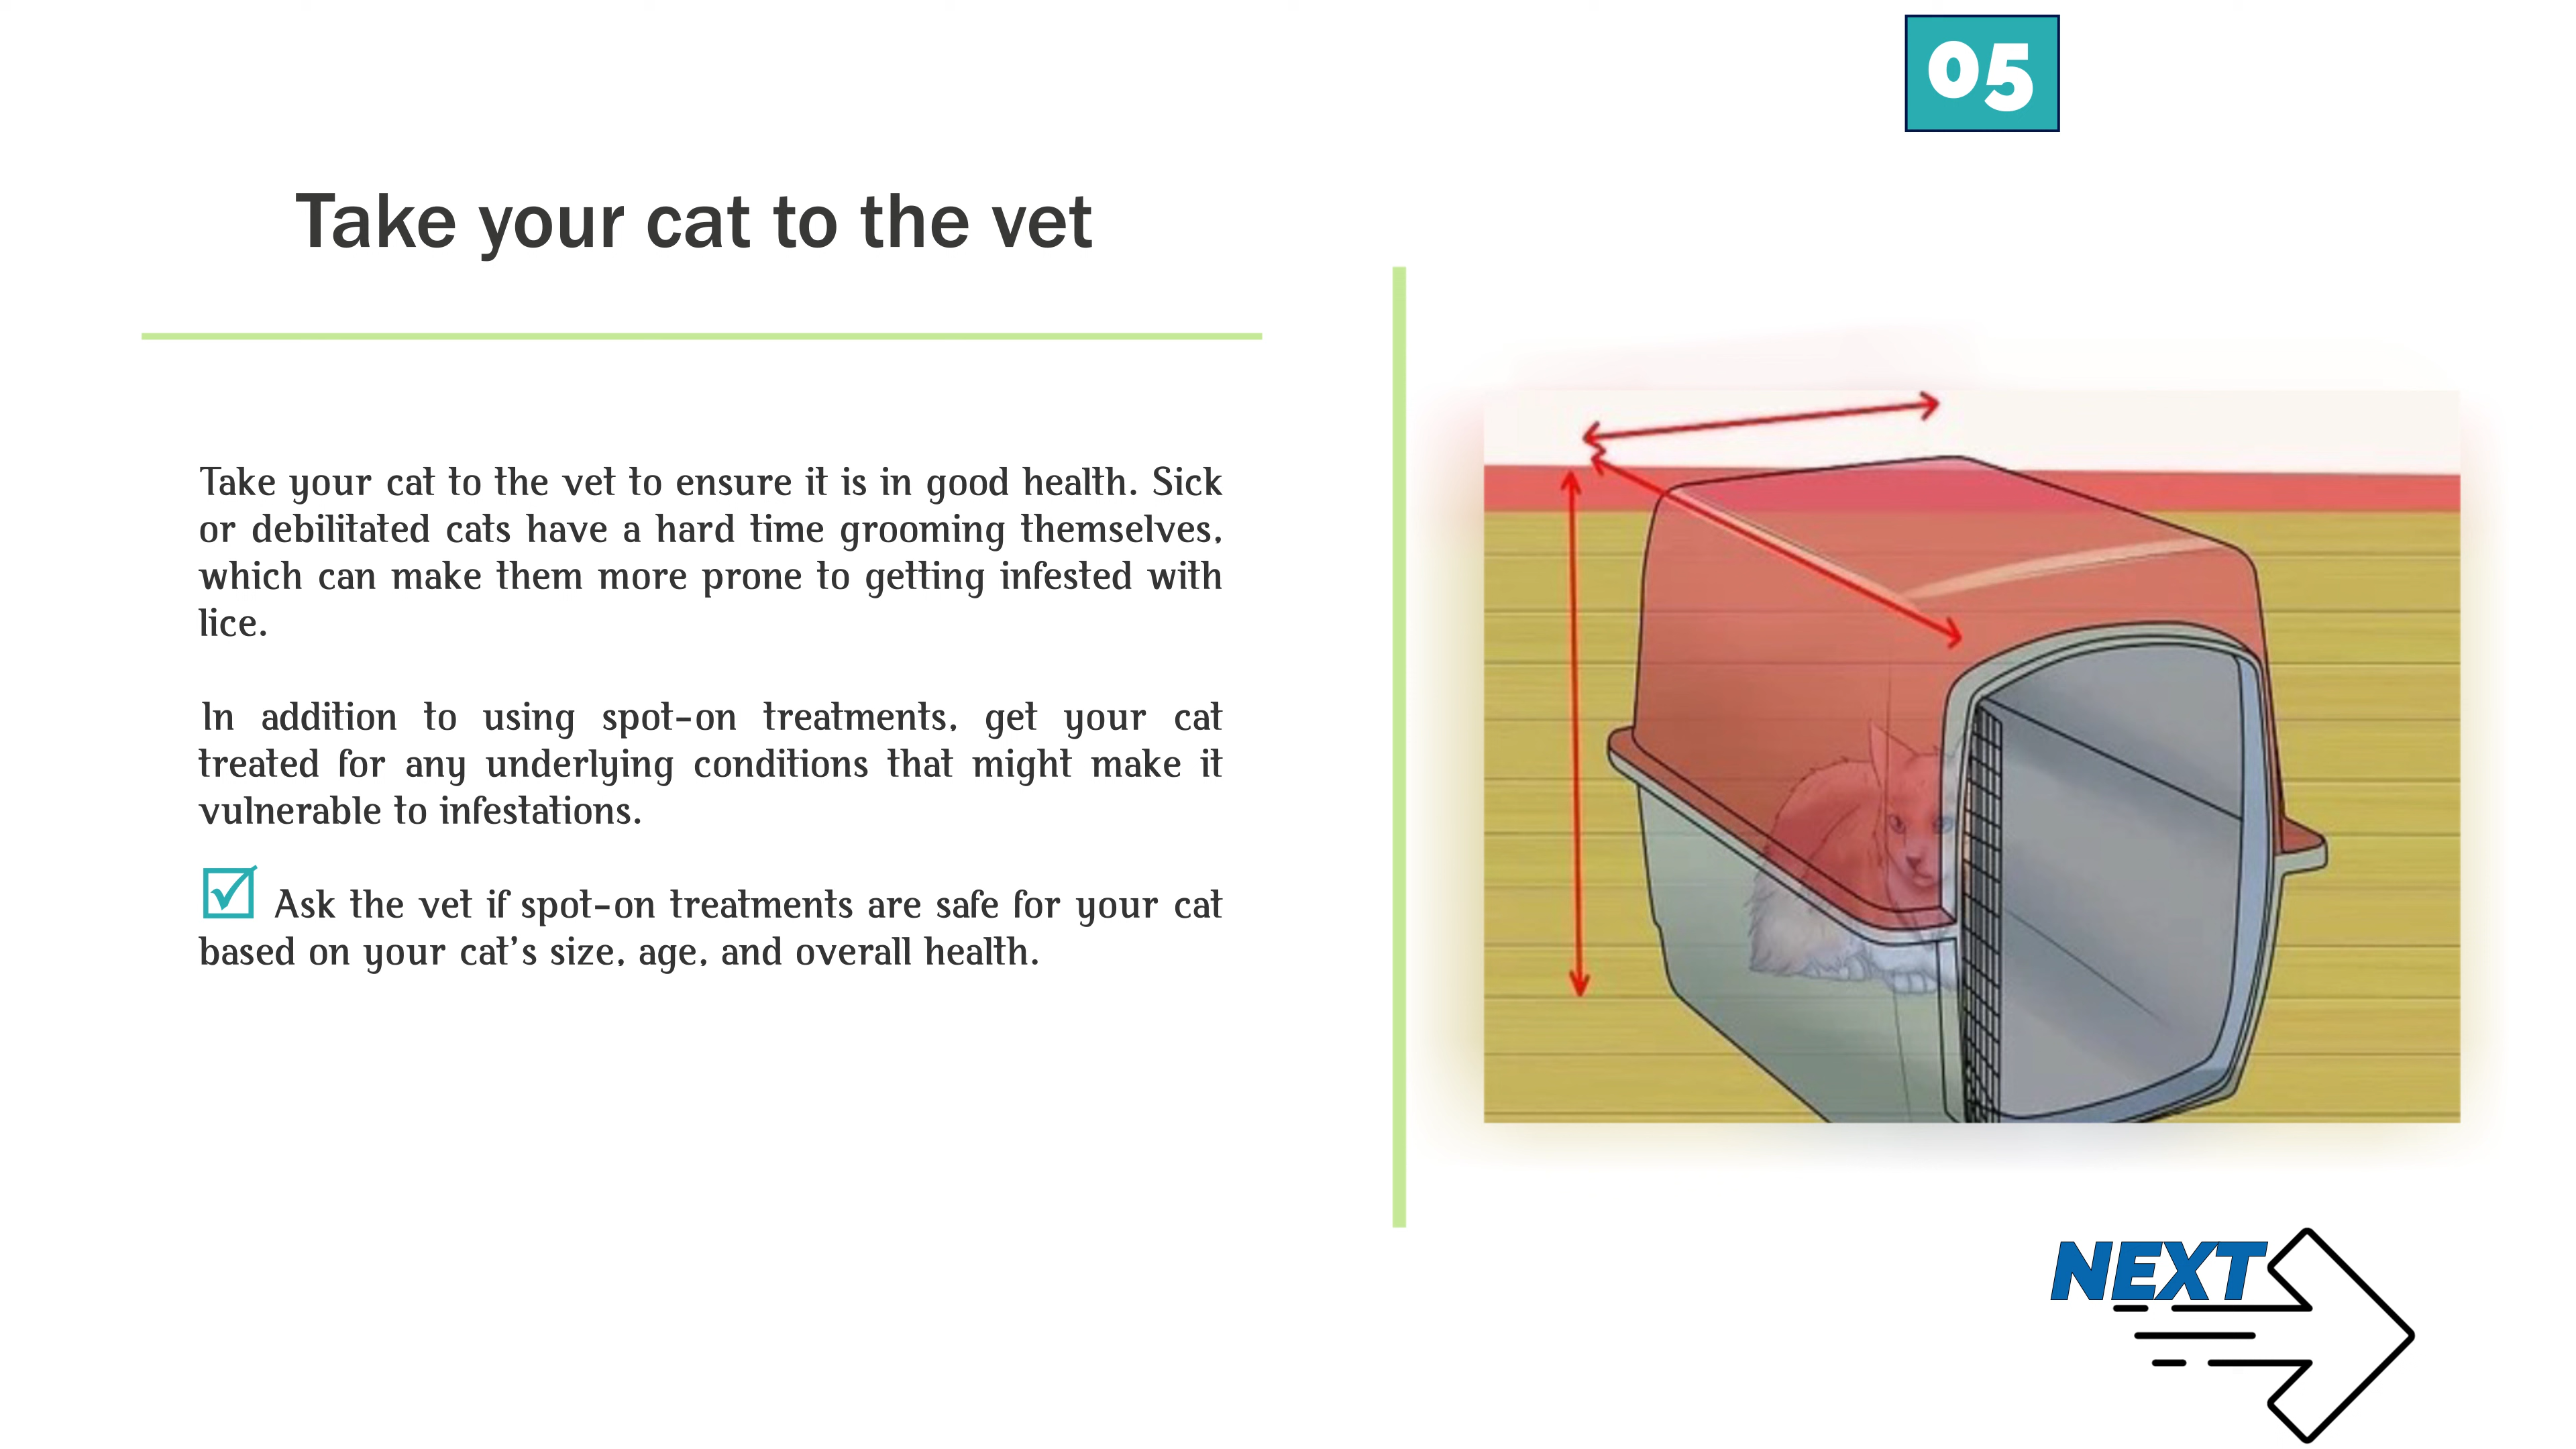 05
Take your cat to the vet
Take your cat to the vet to ensure it is in good health. Sick
or debilitated cats have a hard time grooming themselves,
which can make them more prone to getting infested with
lice.
In addition to using spot-on treatments, get your cat
treated for any underlying conditions that might make it
vulnerable to infestations.
Ask the vet if spot-on treatments are safe for your cat
based on your cat's size, age, and overall health.
NEXT